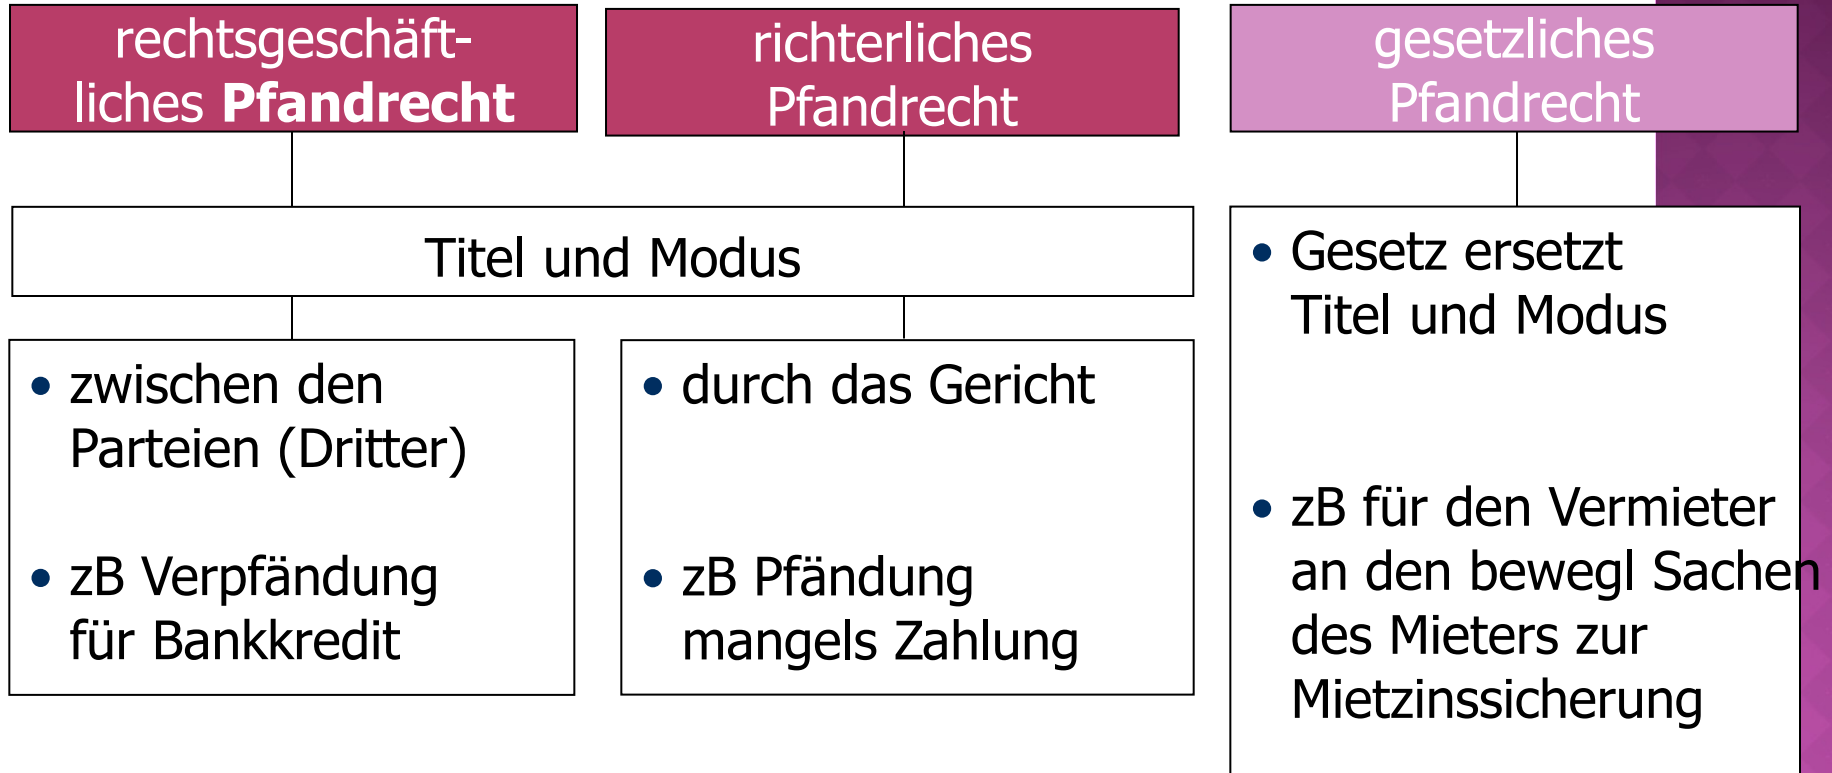 rechtsgeschäft-
liches Pfandrecht
richterliches
Pfandrecht
gesetzliches
Pfandrecht
Titel und Modus
• zwischen den
Parteien (Dritter)
• zB Verpfändung
für Bankkredit
• durch das Gericht
• zB Pfändung
mangels Zahlung
• Gesetz ersetzt
Titel und Modus
• zB für den Vermieter
an den bewegl Sachen
des Mieters zur
Mietzinssicherung